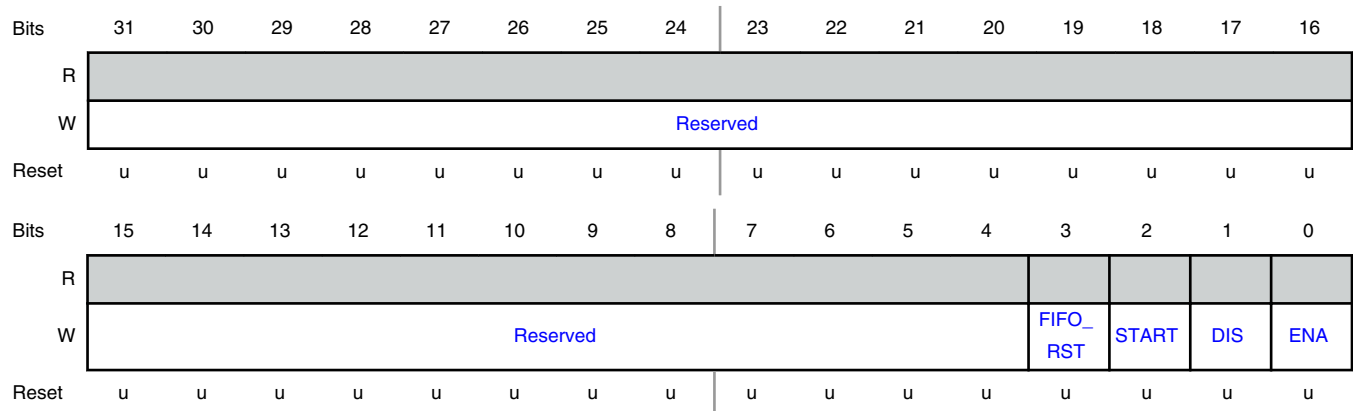 Bits 31 30 29 28 27 26 25 24 23 22 21 20 19 18 17 16
R
W Reserved
Reset u u u u u u u u u u u u u u u u
Bits 15 14 13 12 11 10 9 8 7 6 5 4 3 2 1 0
R
W Reserved FIFO_ RST START DIS ENA
Reset u u u u u u u u u u u u u u u u